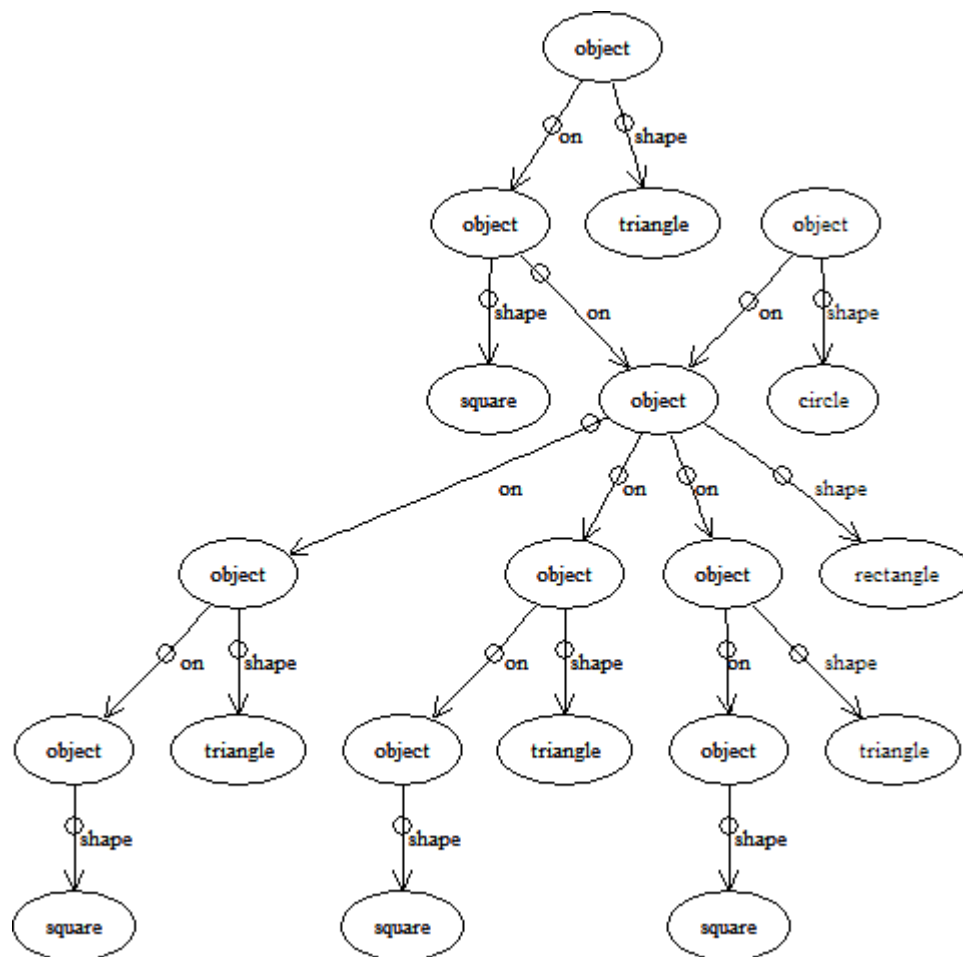 object
on shape
object triangle object
shape on on shape
square object circle
on on on shape
object object object rectangle
on shape on shape on shape
object triangle object triangle object triangle
shape shape shape
square square square